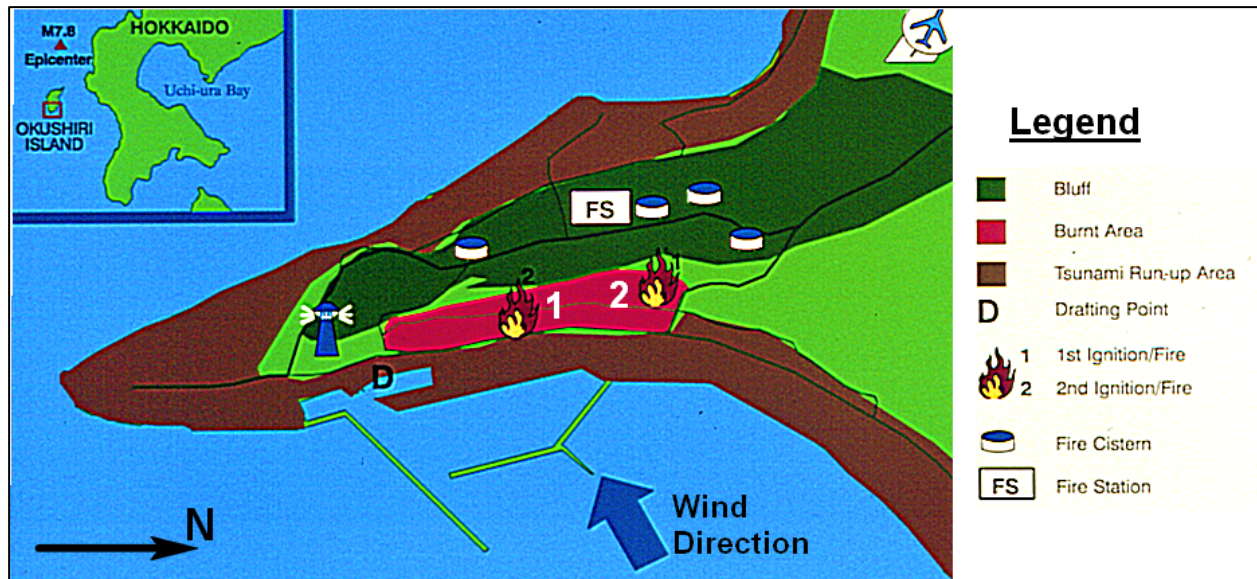 HOKKAIDO
M7.8
Epicenter
Uchi-ura Bay
OKUSHIRI
ISLAND
FS
2
1
1
2
D
N
Wind
Direction
Legend
Bluff
Burnt Area
Tsunami Run-up Area
D Drafting Point
1 1st Ignition/Fire
2 2nd Ignition/Fire
Fire Cistern
FS Fire Station